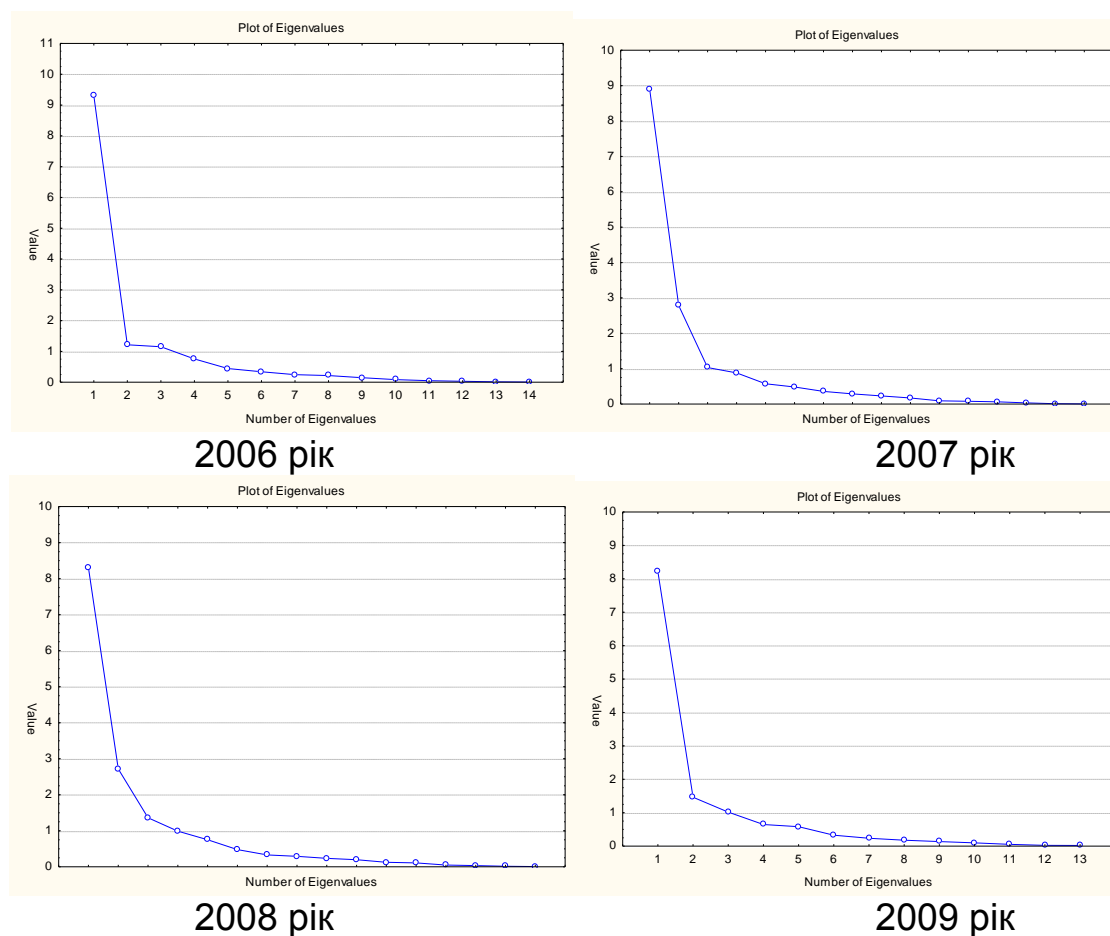 Plot of Eigenvalues
11
10
9
8
7
6
5
4
3
2
1
0
Value
1 2 3 4 5 6 7 8 9 10 11 12 13 14
Number of Eigenvalues
2006 рік
Plot of Eigenvalues
10
9
8
7
6
5
4
3
2
1
0
Value
Number of Eigenvalues
2007 рік
Plot of Eigenvalues
10
9
8
7
6
5
4
3
2
1
0
Value
Number of Eigenvalues
2008 рік
Plot of Eigenvalues
10
9
8
7
6
5
4
3
2
1
0
Value
1 2 3 4 5 6 7 8 9 10 11 12 13
Number of Eigenvalues
2009 рік